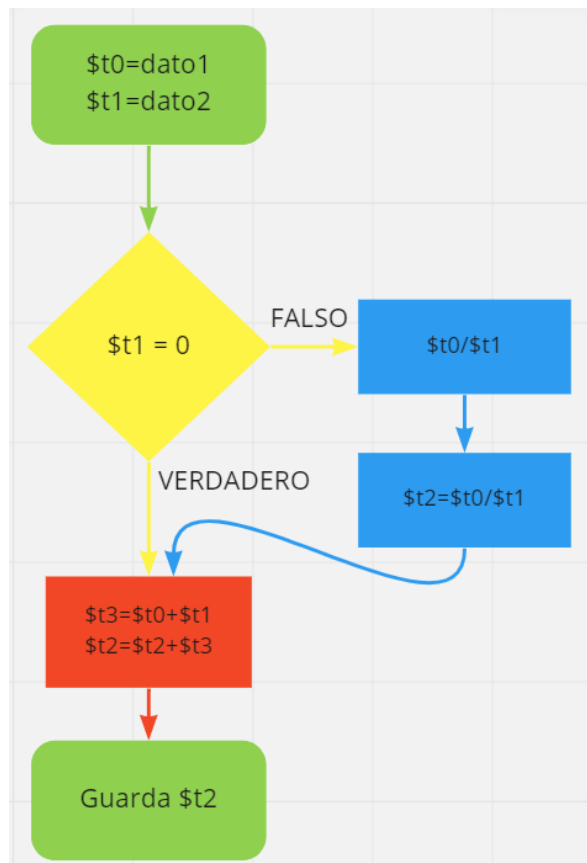 $t0=dato1
$t1=dato2
$t1 = 0
FALSO
$t0/$t1
VERDADERO
$t2=$t0/$t1
$t3=$t0+$t1
$t2=$t2+$t3
Guarda $t2